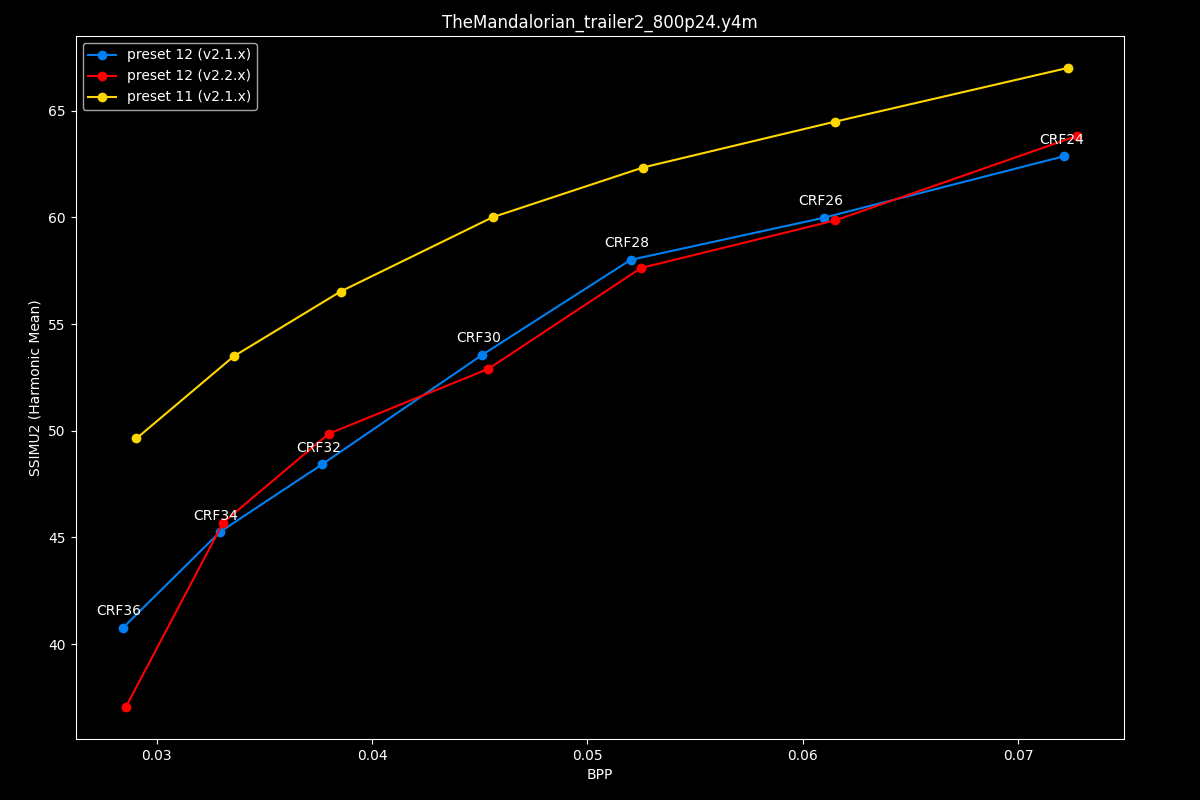 TheMandalorian_trailer2_800p24.y4m
preset 12 (v2.1.x)
preset 12 (v2.2.x)
preset 11 (v2.1.x)
65
60
55
50
45
40
SSIMU2 (Harmonic Mean)
CRF24
CRF26
CRF28
CRF30
CRF32
CRF34
CRF36
0.03
0.04
0.05
0.06
0.07
BPP